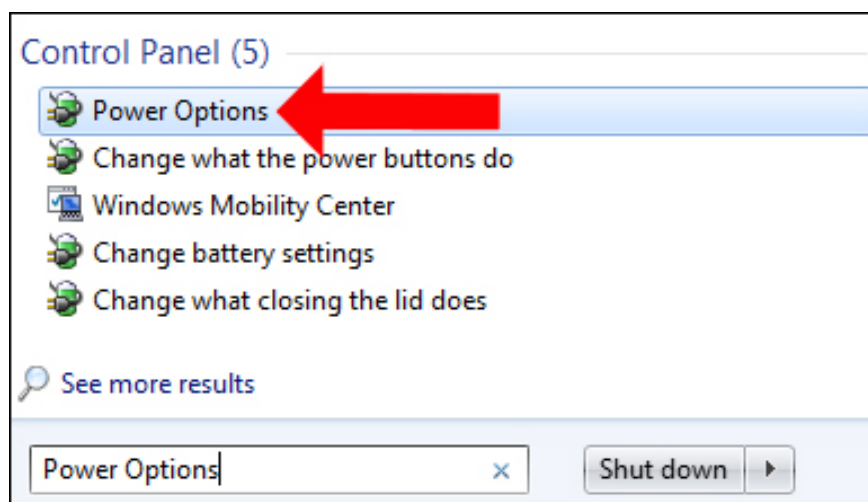 Control Panel (5)
Power Options
Change what the power buttons do
Windows Mobility Center
Change battery settings
Change what closing the lid does
See more results
Power Options
Shut down